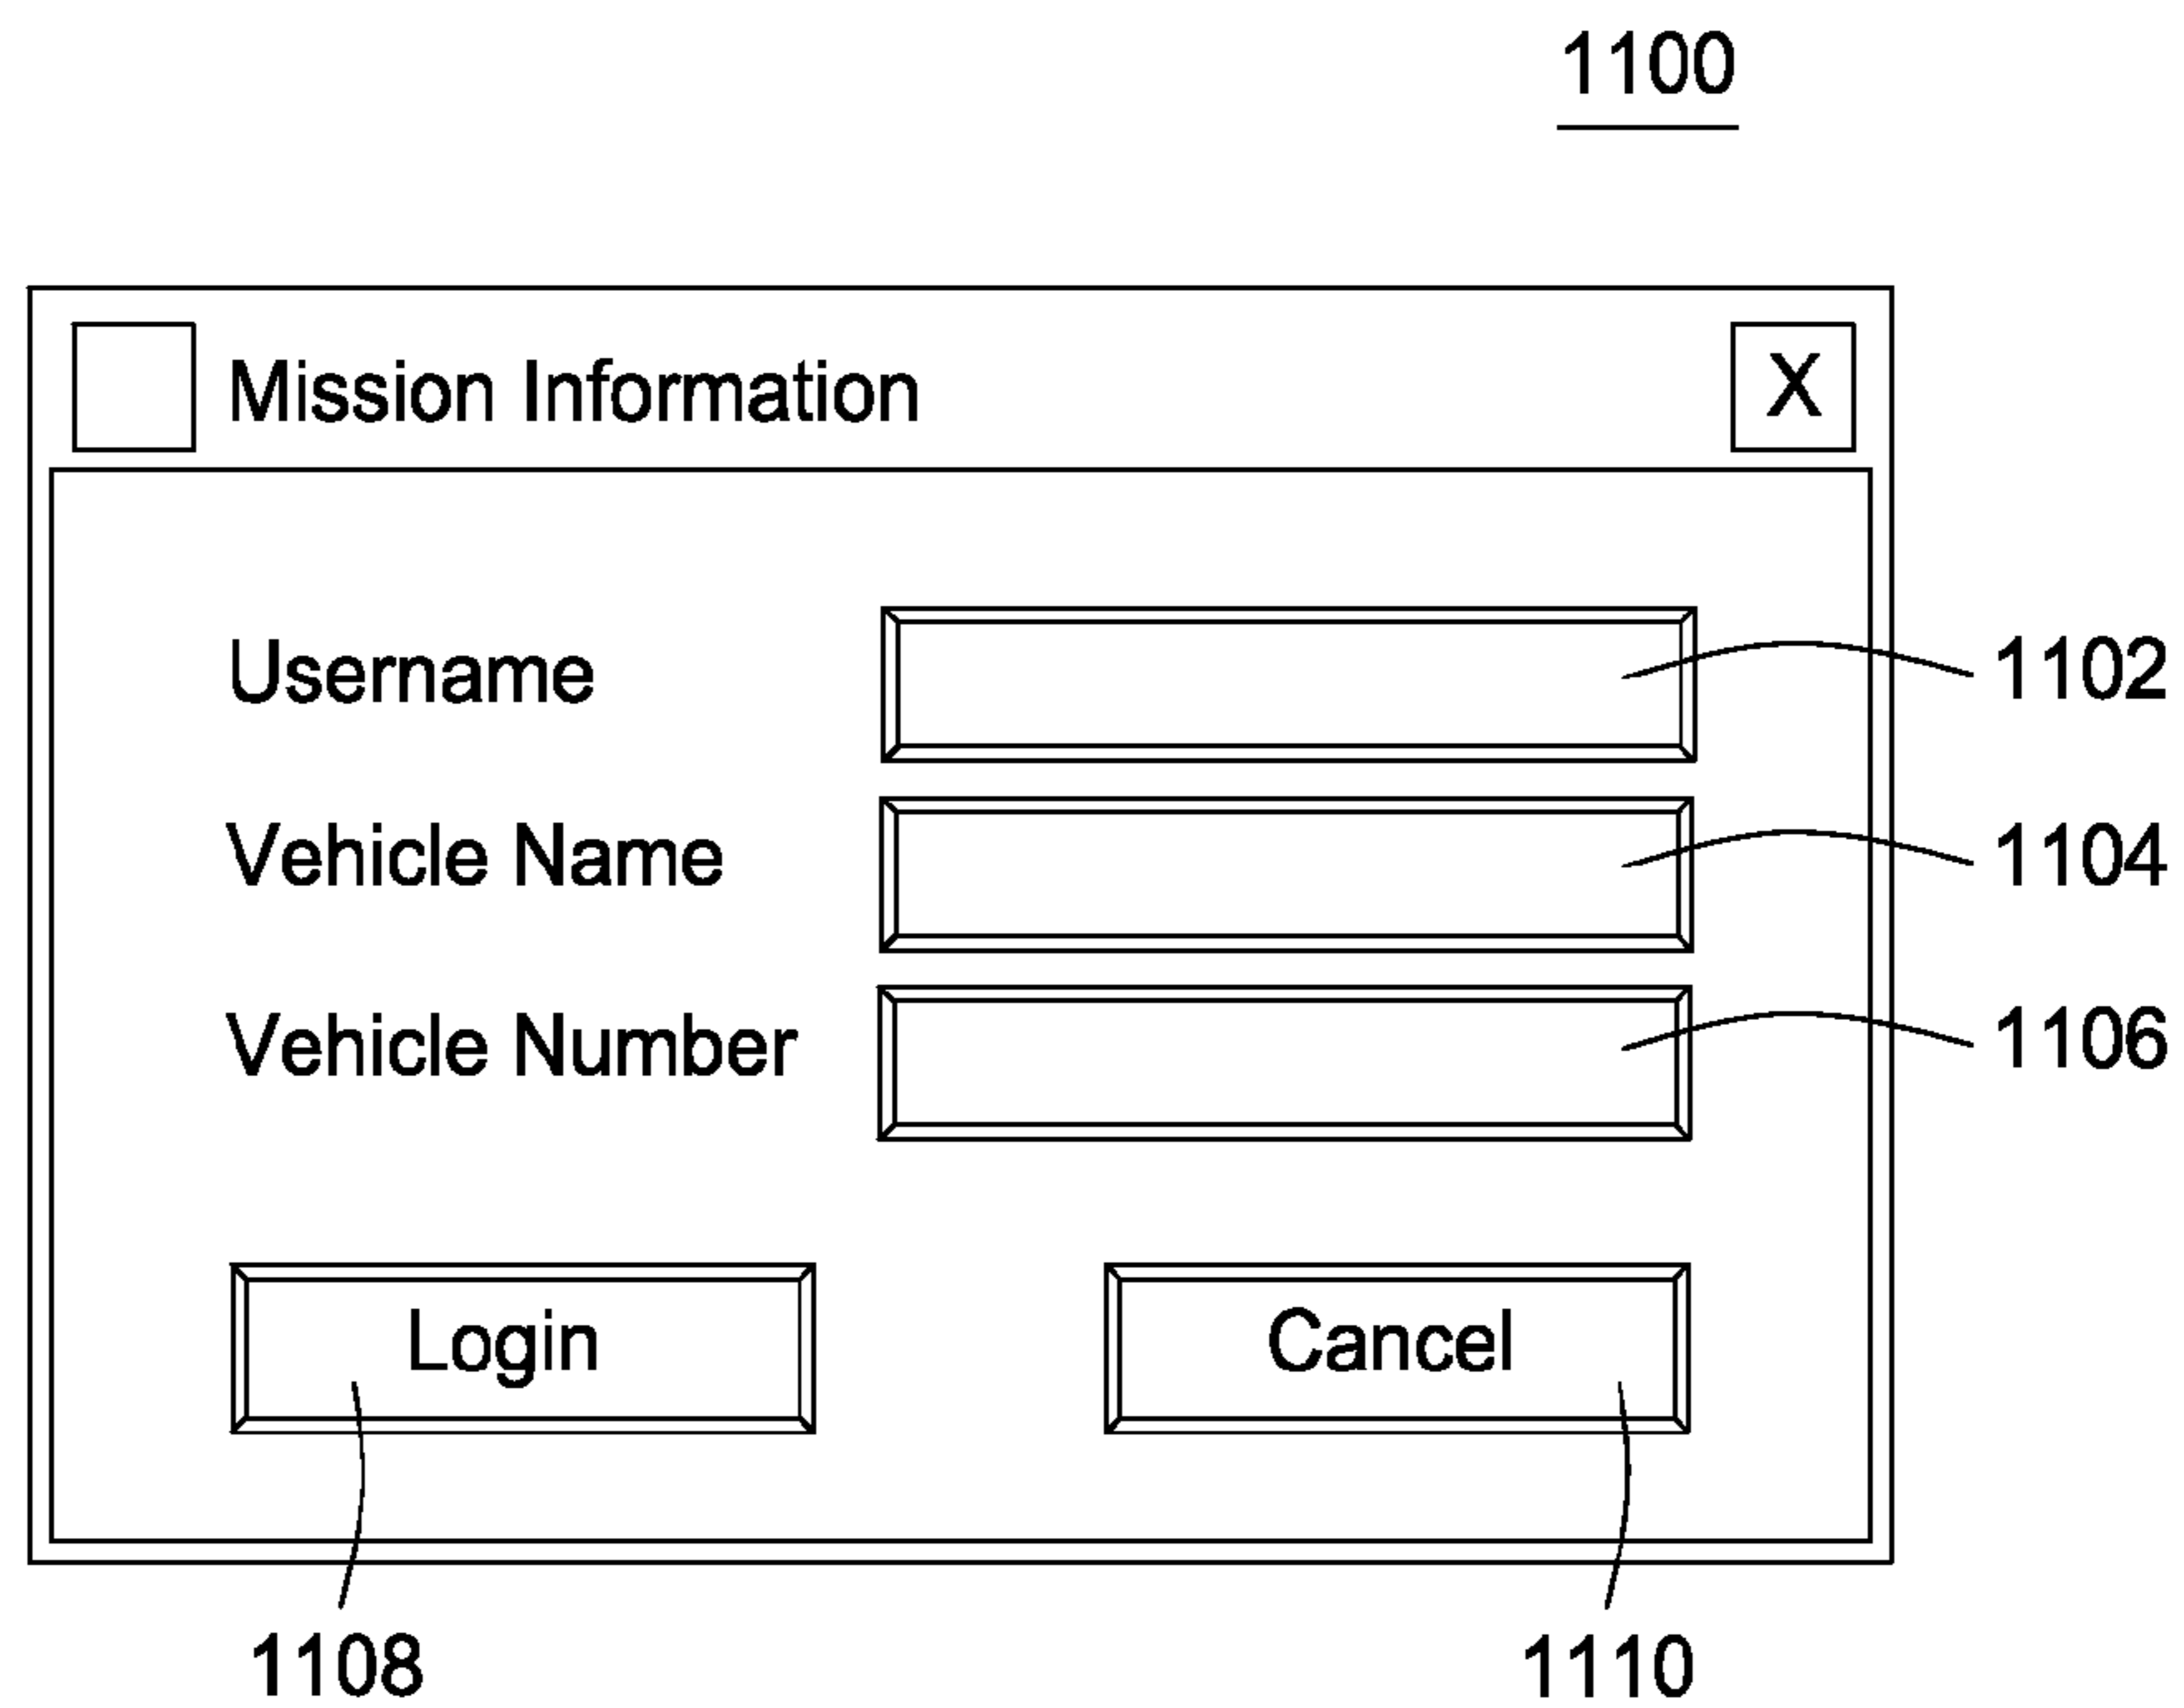 1100
Mission Information X
Username 1102
Vehicle Name 1104
Vehicle Number 1106
Login Cancel
1108 1110